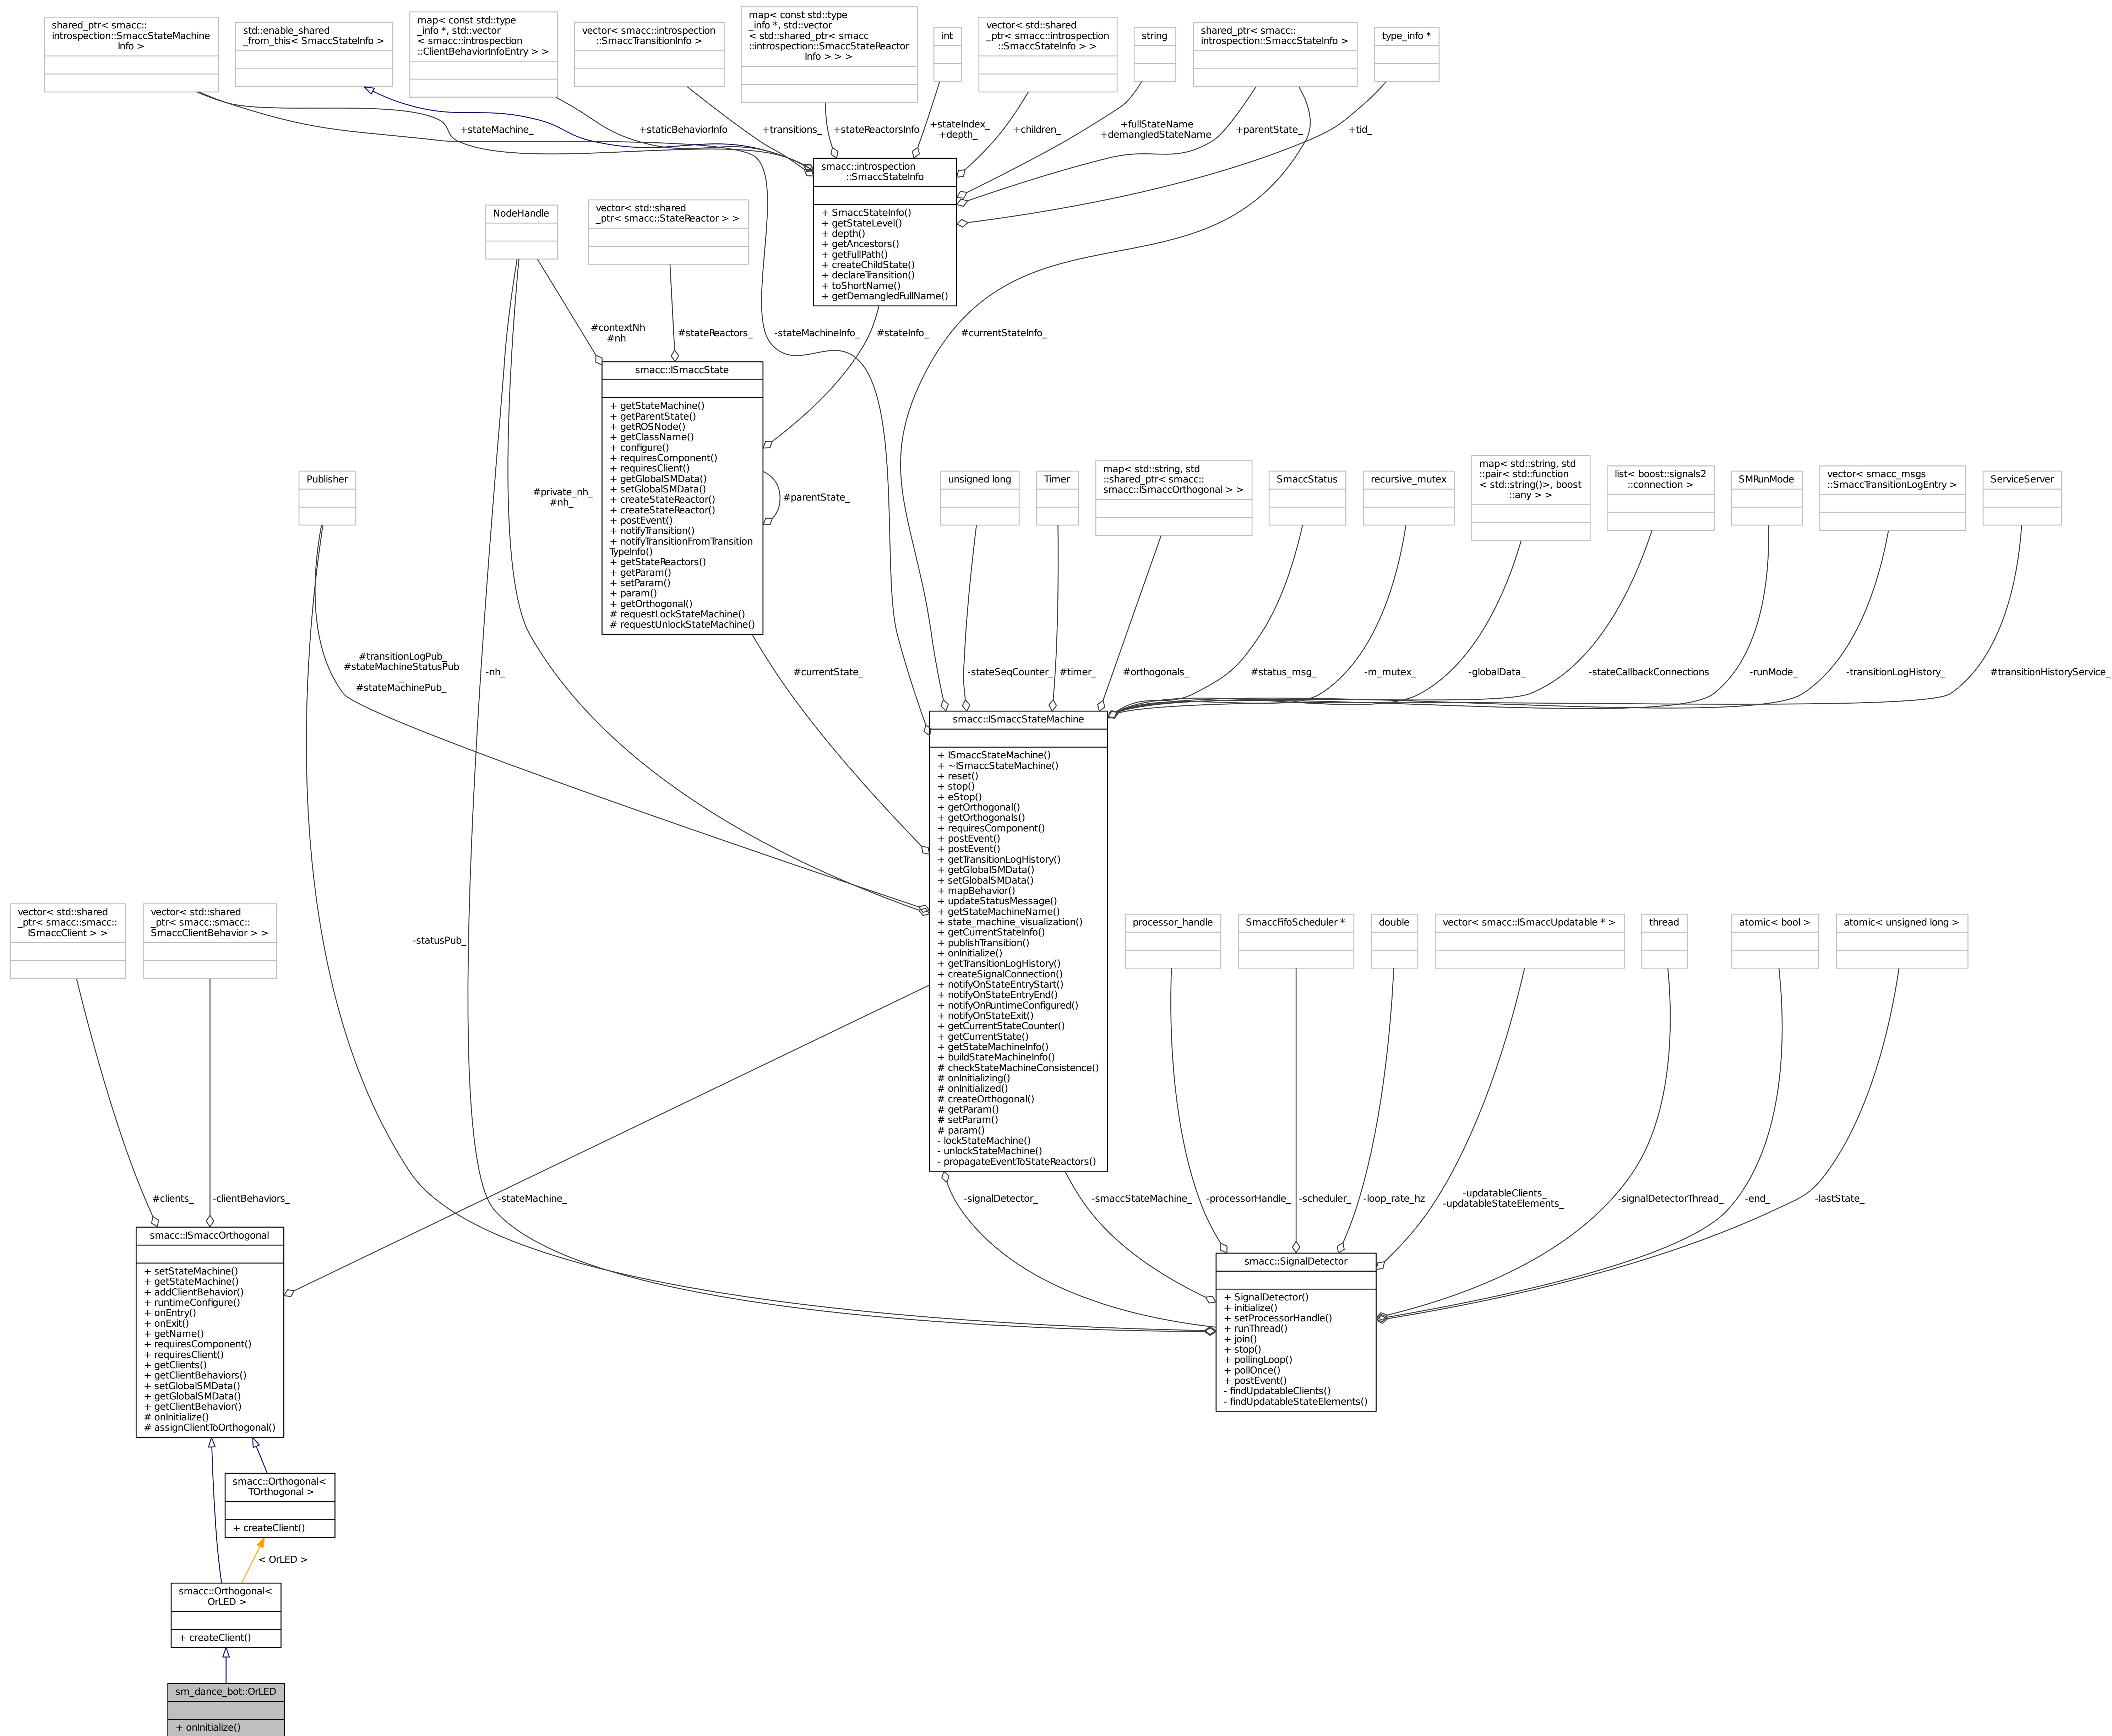 shared_ptr< smacc::
introspection::SmaccStateMachine
Info >
std::enable_shared
_from_this< SmaccStateInfo >
map< const std::type
_info *, std::vector
< smacc::introspection
::ClientBehaviorInfoEntry > >
vector< smacc::introspection
::SmaccTransitionInfo >
map< const std::type
_info *, std::vector
< std::shared_ptr< smacc
::introspection::SmaccStateReactor
Info > > >
int
vector< std::shared
_ptr< smacc::introspection
::SmaccStateInfo > >
string
shared_ptr< smacc::
introspection::SmaccStateInfo >
type_info *
+stateMachine_
+staticBehaviorInfo
+transitions_
+stateReactorsInfo
+stateIndex_
+depth_
+children_
+fullStateName
+demangledStateName
+parentState_
+tid_
smacc::introspection
::SmaccStateInfo
+ SmaccStateInfo()
+ getStateLevel()
+ depth()
+ getAncestors()
+ getFullPath()
+ createChildState()
+ declareTransition()
+ toShortName()
+ getDemangledFullName()
NodeHandle
vector< std::shared
_ptr< smacc::StateReactor > >
#contextNh
#nh
#stateReactors_
-stateMachineInfo_
#stateInfo_
#currentStateInfo_
smacc::ISmaccState
+ getStateMachine()
+ getParentState()
+ getROSNode()
+ getClassName()
+ configure()
+ requiresComponent()
+ requiresClient()
+ getGlobalSMData()
+ setGlobalSMData()
+ createStateReactor()
+ createStateReactor()
+ postEvent()
+ notifyTransition()
+ notifyTransitionFromTransition
TypeInfo()
+ getStateReactors()
+ getParam()
+ setParam()
+ param()
+ getOrthogonal()
# requestLockStateMachine()
# requestUnlockStateMachine()
#parentState_
#private_nh_
#nh_
Publisher
unsigned long
Timer
map< std::string, std
::shared_ptr< smacc::
smacc::ISmaccOrthogonal > >
SmaccStatus
recursive_mutex
map< std::string, std
::pair< std::function
< std::string()>, boost
::any > >
list< boost::signals2
::connection >
SMRunMode
vector< smacc_msgs
::SmaccTransitionLogEntry >
ServiceServer
#transitionLogPub_
#stateMachineStatusPub
_
#stateMachinePub_
-nh_
#currentState_
-stateSeqCounter_
#timer_
#orthogonals_
#status_msg_
-m_mutex_
-globalData_
-stateCallbackConnections
-runMode_
-transitionLogHistory_
#transitionHistoryService_
smacc::ISmaccStateMachine
+ ISmaccStateMachine()
+ ~ISmaccStateMachine()
+ reset()
+ stop()
+ eStop()
+ getOrthogonal()
+ getOrthogonals()
+ requiresComponent()
+ postEvent()
+ postEvent()
+ getTransitionLogHistory()
+ getGlobalSMData()
+ setGlobalSMData()
+ mapBehavior()
+ updateStatusMessage()
+ getStateMachineName()
+ state_machine_visualization()
+ getCurrentStateInfo()
+ publishTransition()
+ onInitialize()
+ getTransitionLogHistory()
+ createSignalConnection()
+ notifyOnStateEntryStart()
+ notifyOnStateEntryEnd()
+ notifyOnRuntimeConfigured()
+ notifyOnStateExit()
+ getCurrentStateCounter()
+ getCurrentState()
+ getStateMachineInfo()
+ buildStateMachineInfo()
# checkStateMachineConsistence()
# onInitializing()
# onInitialized()
# createOrthogonal()
# getParam()
# setParam()
# param()
- lockStateMachine()
- unlockStateMachine()
- propagateEventToStateReactors()
vector< std::shared
_ptr< smacc::smacc::
ISmaccClient > >
vector< std::shared
_ptr< smacc::smacc::
SmaccClientBehavior > >
-statusPub_
processor_handle
SmaccFifoScheduler *
double
vector< smacc::ISmaccUpdatable * >
thread
atomic< bool >
atomic< unsigned long >
#clients_
-clientBehaviors_
-stateMachine_
-signalDetector_
-smaccStateMachine_
-processorHandle_
-scheduler_
-loop_rate_hz
-updatableClients_
-updatableStateElements_
-signalDetectorThread_
-end_
-lastState_
smacc::ISmaccOrthogonal
+ setStateMachine()
+ getStateMachine()
+ addClientBehavior()
+ runtimeConfigure()
+ onEntry()
+ onExit()
+ getName()
+ requiresComponent()
+ requiresClient()
+ getClients()
+ getClientBehaviors()
+ setGlobalSMData()
+ getGlobalSMData()
+ getClientBehavior()
# onInitialize()
# assignClientToOrthogonal()
smacc::SignalDetector
+ SignalDetector()
+ initialize()
+ setProcessorHandle()
+ runThread()
+ join()
+ stop()
+ pollingLoop()
+ pollOnce()
+ postEvent()
- findUpdatableClients()
- findUpdatableStateElements()
smacc::Orthogonal<
TOrthogonal >
+ createClient()
< OrLED >
smacc::Orthogonal<
OrLED >
+ createClient()
sm_dance_bot::OrLED
+ onInitialize()